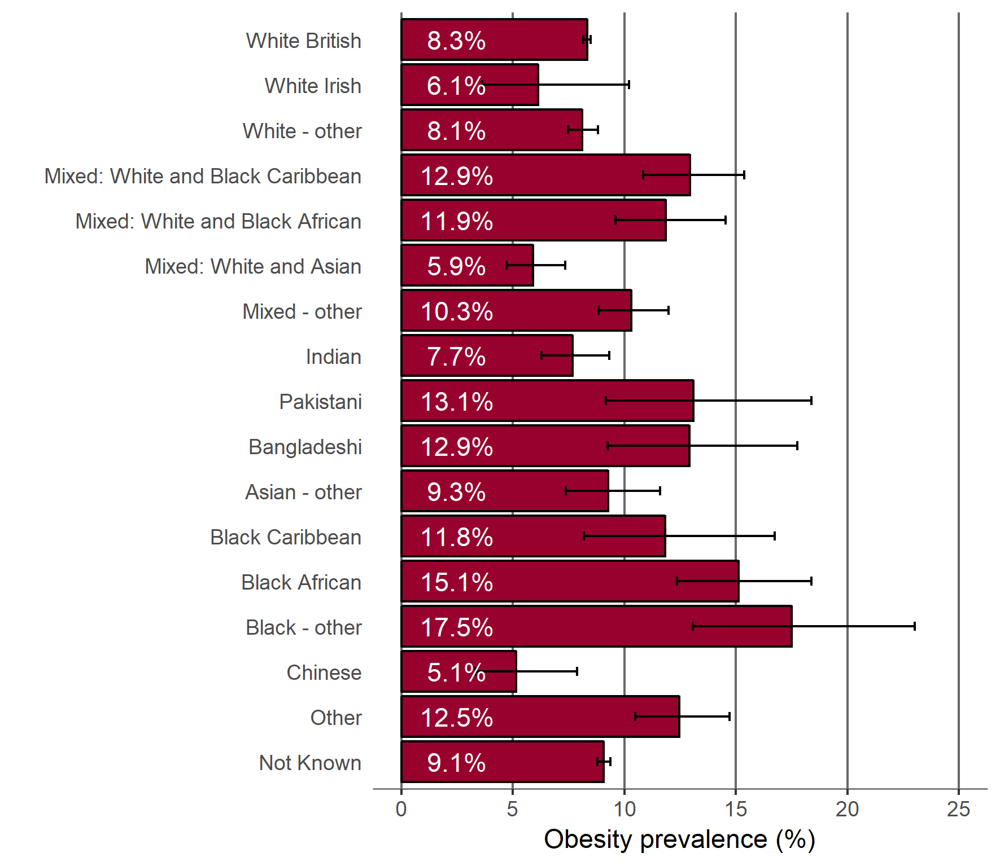 White British 8.3%
White Irish 6.1%
White - other 8.1%
Mixed: White and Black Caribbean 12.9%
Mixed: White and Black African 11.9%
Mixed: White and Asian 5.9%
Mixed - other 10.3%
Indian 7.7%
Pakistani 13.1%
Bangladeshi 12.9%
Asian - other 9.3%
Black Caribbean 11.8%
Black African 15.1%
Black - other 17.5%
Chinese 5.1%
Other 12.5%
Not Known 9.1%
0 5 10 15 20 25
Obesity prevalence (%)